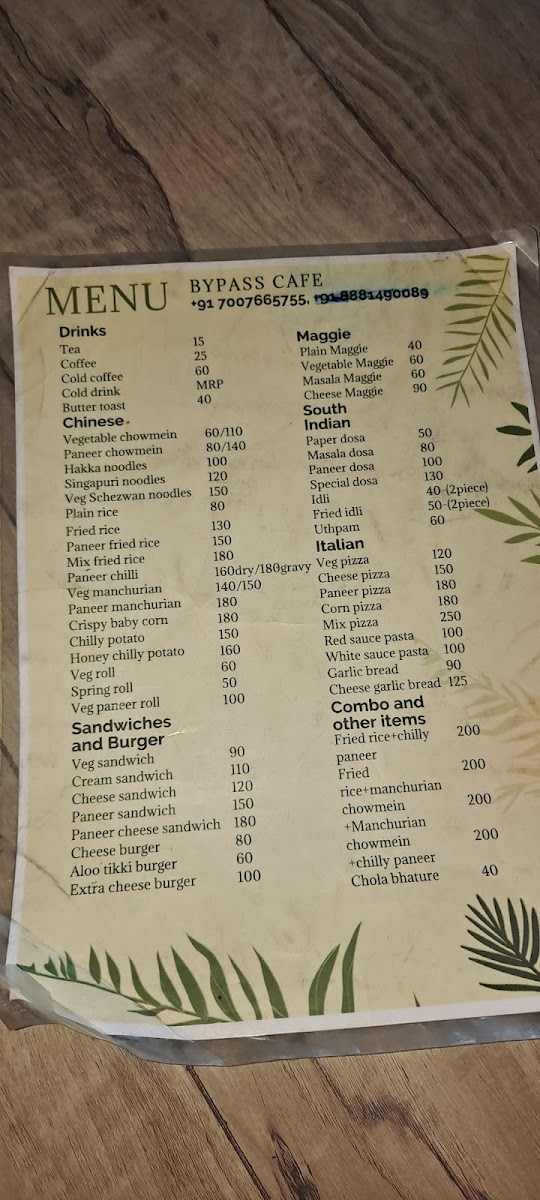 MENU
BYPASS CAFE
+91 7007665755, +91 8881490089
Drinks
Tea 15
Coffee 25
Cold coffee 60
Cold drink MRP
Butter toast 40
Chinese
Vegetable chowmein 60/110
Paneer chowmein 80/140
Hakka noodles 100
Singapuri noodles 120
Veg Schezwan noodles 150
Plain rice 80
Fried rice 130
Paneer fried rice 150
Mix fried rice 180
Paneer chilli 160dry/180gravy
Veg manchurian 140/150
Paneer manchurian 180
Crispy baby corn 180
Chilly potato 150
Honey chilly potato 160
Veg roll 60
Spring roll 50
Veg paneer roll 100
Sandwiches
and Burger
Veg sandwich 90
Cream sandwich 110
Cheese sandwich 120
Paneer sandwich 150
Paneer cheese sandwich 180
Cheese burger 80
Aloo tikki burger 60
Extra cheese burger 100
Maggie
Plain Maggie 40
Vegetable Maggie 60
Masala Maggie 60
Cheese Maggie 90
South
Indian
Paper dosa 50
Masala dosa 80
Paneer dosa 100
Special dosa 130
Idli 40-(2piece)
Fried idli 50-(2piece)
Uthpam 60
Italian
Veg pizza 120
Cheese pizza 150
Paneer pizza 180
Corn pizza 180
Mix pizza 250
Red sauce pasta 100
White sauce pasta 100
Garlic bread 90
Cheese garlic bread 125
Combo and
other items
Fried rice+chilly 200
paneer
Fried 200
rice+manchurian
chowmein 200
+Manchurian
chowmein 200
+chilly paneer
Chola bhature 40